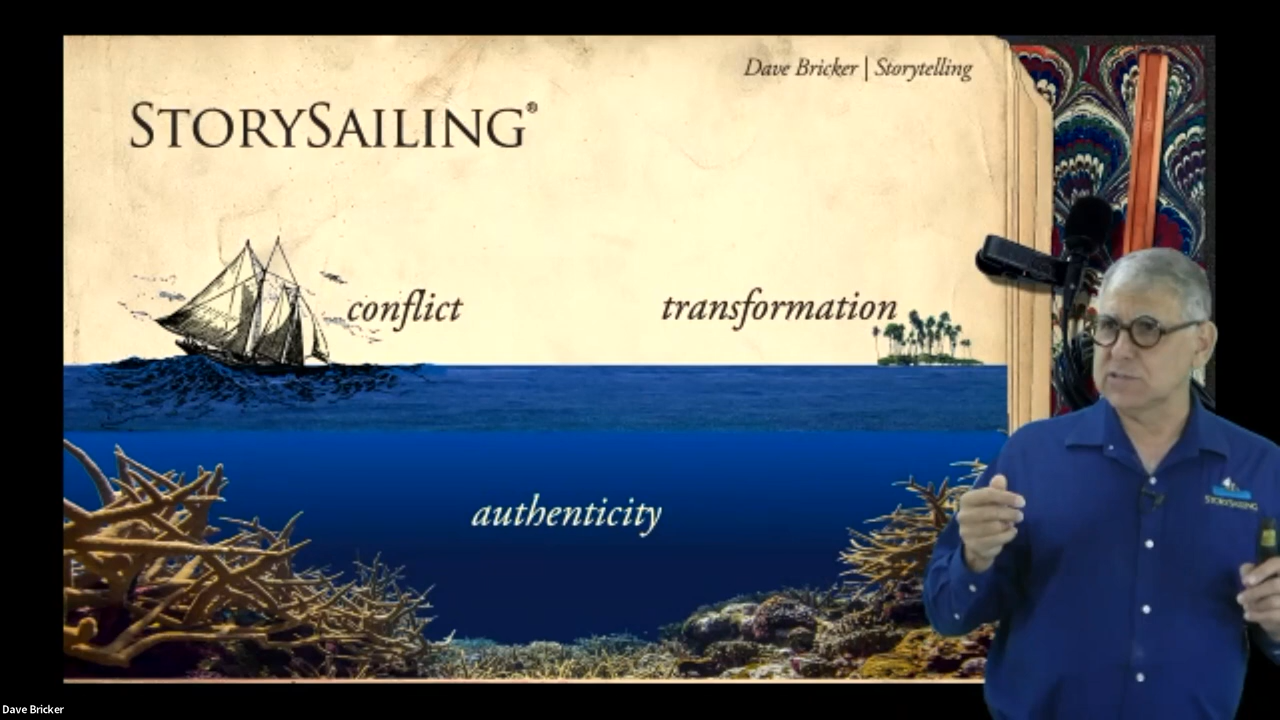 Dave Bricker | Storytelling
STORYSAILING®
conflict
transformation
authenticity
STORYSAILING
Dave Bricker